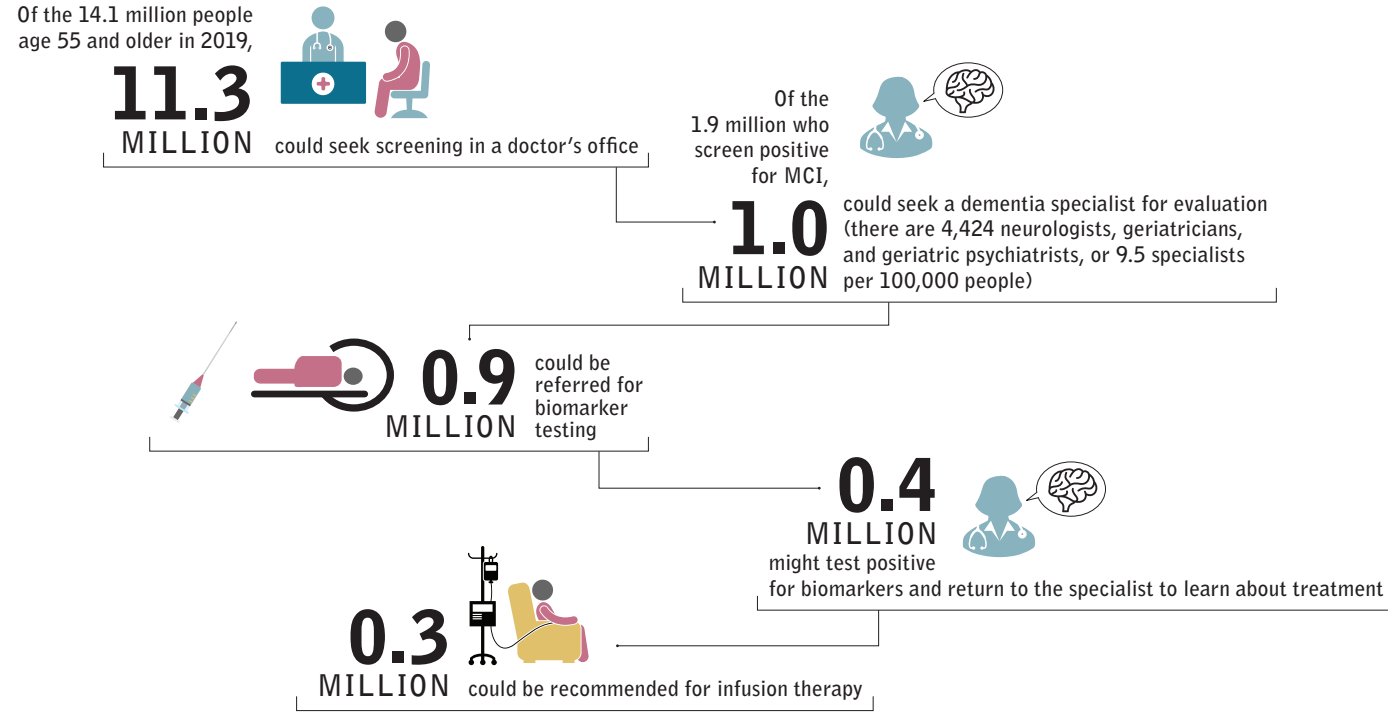 Of the 14.1 million people
age 55 and older in 2019,
11.3
MILLION
could seek screening in a doctor’s office
Of the
1.9 million who
screen positive
for MCI,
1.0
MILLION
could seek a dementia specialist for evaluation
(there are 4,424 neurologists, geriatricians,
and geriatric psychiatrists, or 9.5 specialists
per 100,000 people)
0.9
MILLION
could be
referred for
biomarker
testing
0.4
MILLION
might test positive
for biomarkers and return to the specialist to learn about treatment
0.3
MILLION
could be recommended for infusion therapy